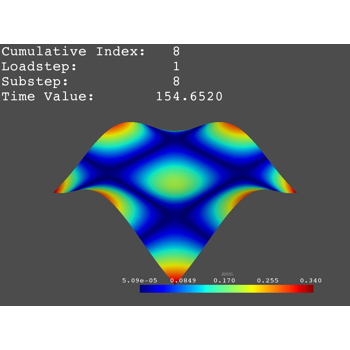 Cumulative Index: 8
Loadstep: 1
Substep: 8
Time Value: 154.6520
5.09e-05 0.0849 0.170 0.255 0.340